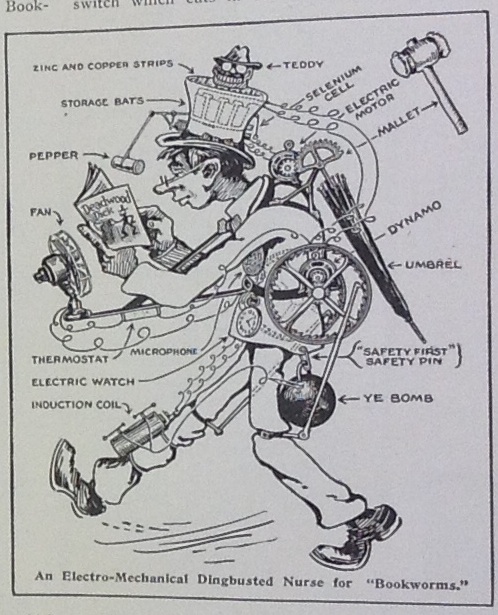 Book-    switch which cuts
ZINC AND COPPER STRIPS
TEDDY
STORAGE BATS
SELENIUM
CELL
ELECTRIC
MOTOR
MALLET
PEPPER
Deadwood
Dick
FAN
DYNAMO
UMBREL
THERMOSTAT
MICROPHONE
"SAFETY FIRST"
SAFETY PIN
ELECTRIC WATCH
INDUCTION COIL
YE BOMB
An Electro-Mechanical Dingbusted Nurse for "Bookworms."